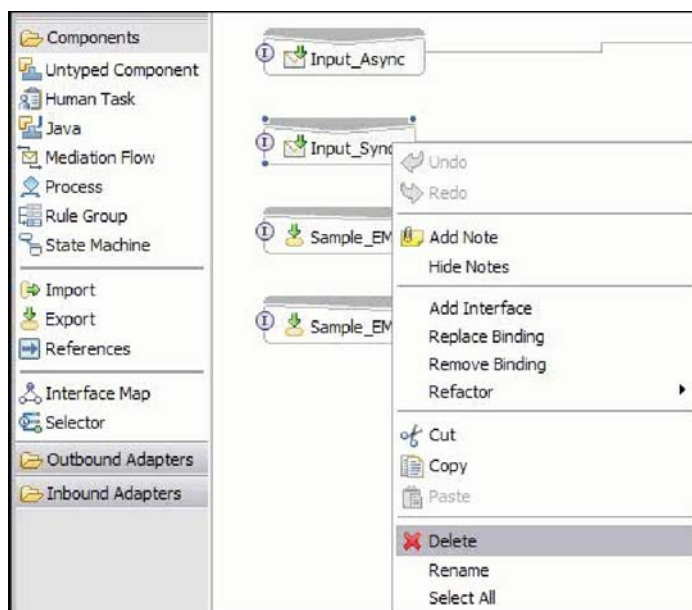 Components
Untyped Component
Human Task
Java
Mediation Flow
Process
Rule Group
State Machine
Import
Export
References
Interface Map
Selector
Outbound Adapters
Inbound Adapters
Input_Async
Input_Sync
Sample_EM
Sample_EM
Undo
Redo
Add Note
Hide Notes
Add Interface
Replace Binding
Remove Binding
Refactor
Cut
Copy
Paste
Delete
Rename
Select All